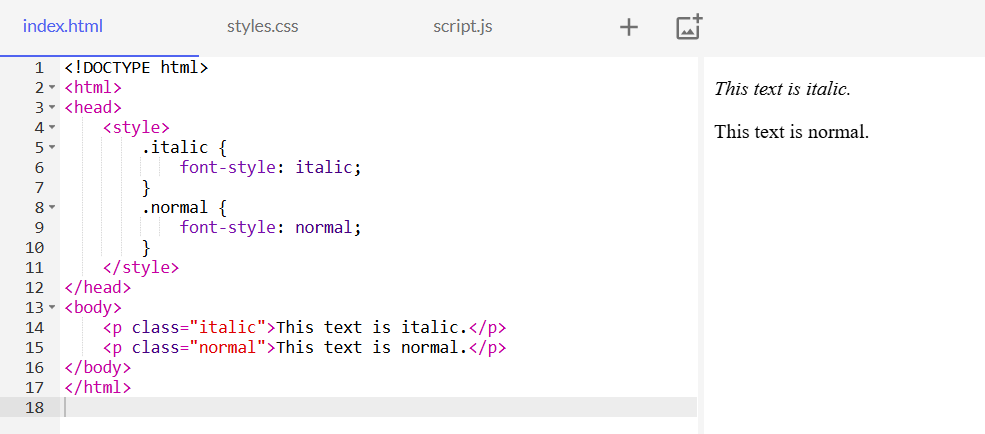 index.html
styles.css
script.js
1 <!DOCTYPE html>
2 <html>
3 <head>
4     <style>
5         .italic {
6             font-style: italic;
7         }
8         .normal {
9             font-style: normal;
10         }
11     </style>
12 </head>
13 <body>
14     <p class="italic">This text is italic.</p>
15     <p class="normal">This text is normal.</p>
16 </body>
17 </html>
18
This text is italic.
This text is normal.